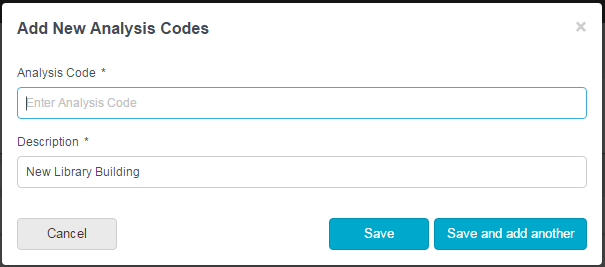 Add New Analysis Codes ×
Analysis Code *
Enter Analysis Code
Description *
New Library Building
Cancel Save Save and add another